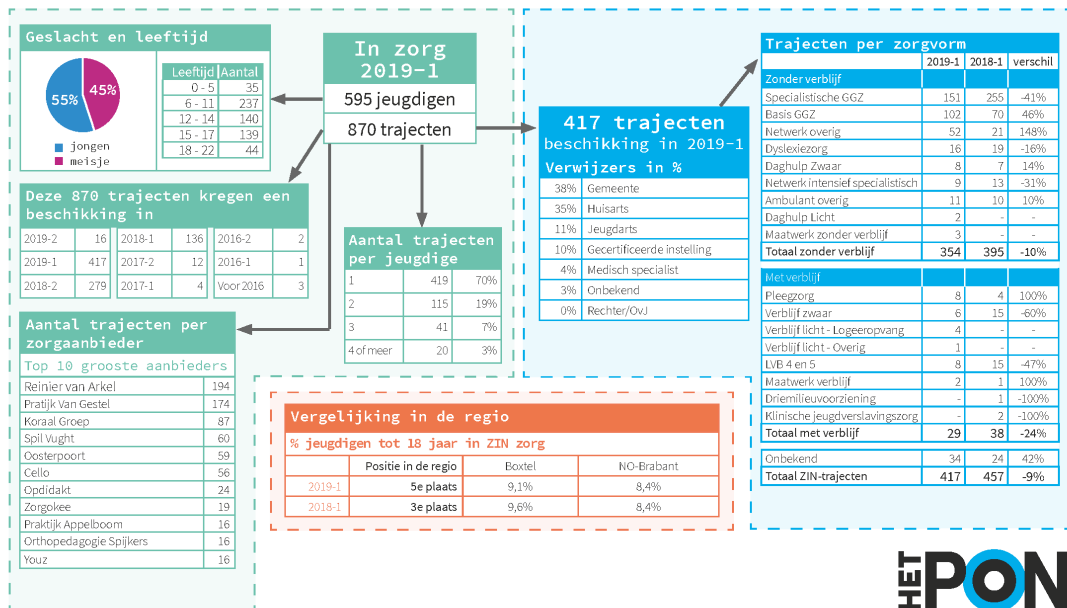 Geslacht en leeftijd
55%
45%
jongen
meisje
Leeftijd Aantal
0 - 5 35
6 - 11 237
12 - 14 140
15 - 17 139
18 - 22 44
In zorg
2019-1
595 jeugdigen
870 trajecten
Deze 870 trajecten kregen een
beschikking in
2019-2 16 2018-1 136 2016-2 2
2019-1 417 2017-2 12 2016-1 1
2018-2 279 2017-1 4 Voor 2016 3
Aantal trajecten
per jeugdige
1 419 70%
2 115 19%
3 41 7%
4 of meer 20 3%
Aantal trajecten per
zorgaanbieder
Top 10 grooste aanbieders
Reinier van Arkel 194
Pratijk Van Gestel 174
Koraal Groep 87
Spil Vught 60
Oosterpoort 59
Cello 56
Opdidakt 24
Zorgokee 19
Praktijk Appelboom 16
Orthopedagogie Spijkers 16
Youz 16
Vergelijking in de regio
% jeugdigen tot 18 jaar in ZIN zorg
Positie in de regio Boxtel NO-Brabant
2019-1 5e plaats 9,1% 8,4%
2018-1 3e plaats 9,6% 8,4%
417 trajecten
beschikking in 2019-1
Verwijzers in %
38% Gemeente
35% Huisarts
11% Jeugdarts
10% Gecertificeerde instelling
4% Medisch specialist
3% Onbekend
0% Rechter/OvJ
Trajecten per zorgvorm
2019-1 2018-1 verschil
Zonder verblijf
Specialistische GGZ 151 255 -41%
Basis GGZ 102 70 46%
Netwerk overig 52 21 148%
Dyslexiezorg 16 19 -16%
Daghulp Zwaar 8 7 14%
Netwerk intensief specialistisch 9 13 -31%
Ambulant overig 11 10 10%
Daghulp Licht 2 - -
Maatwerk zonder verblijf 3 - -
Totaal zonder verblijf 354 395 -10%
Met verblijf
Pleegzorg 8 4 100%
Verblijf zwaar 6 15 -60%
Verblijf licht - Logeeropvang 4 - -
Verblijf licht - Overig 1 - -
LVB 4 en 5 8 15 -47%
Maatwerk verblijf 2 1 100%
Driemilieuvoorziening - 1 -100%
Klinische jeugdverslavingszorg - 2 -100%
Totaal met verblijf 29 38 -24%
Onbekend 34 24 42%
Totaal ZIN-trajecten 417 457 -9%
HET PON